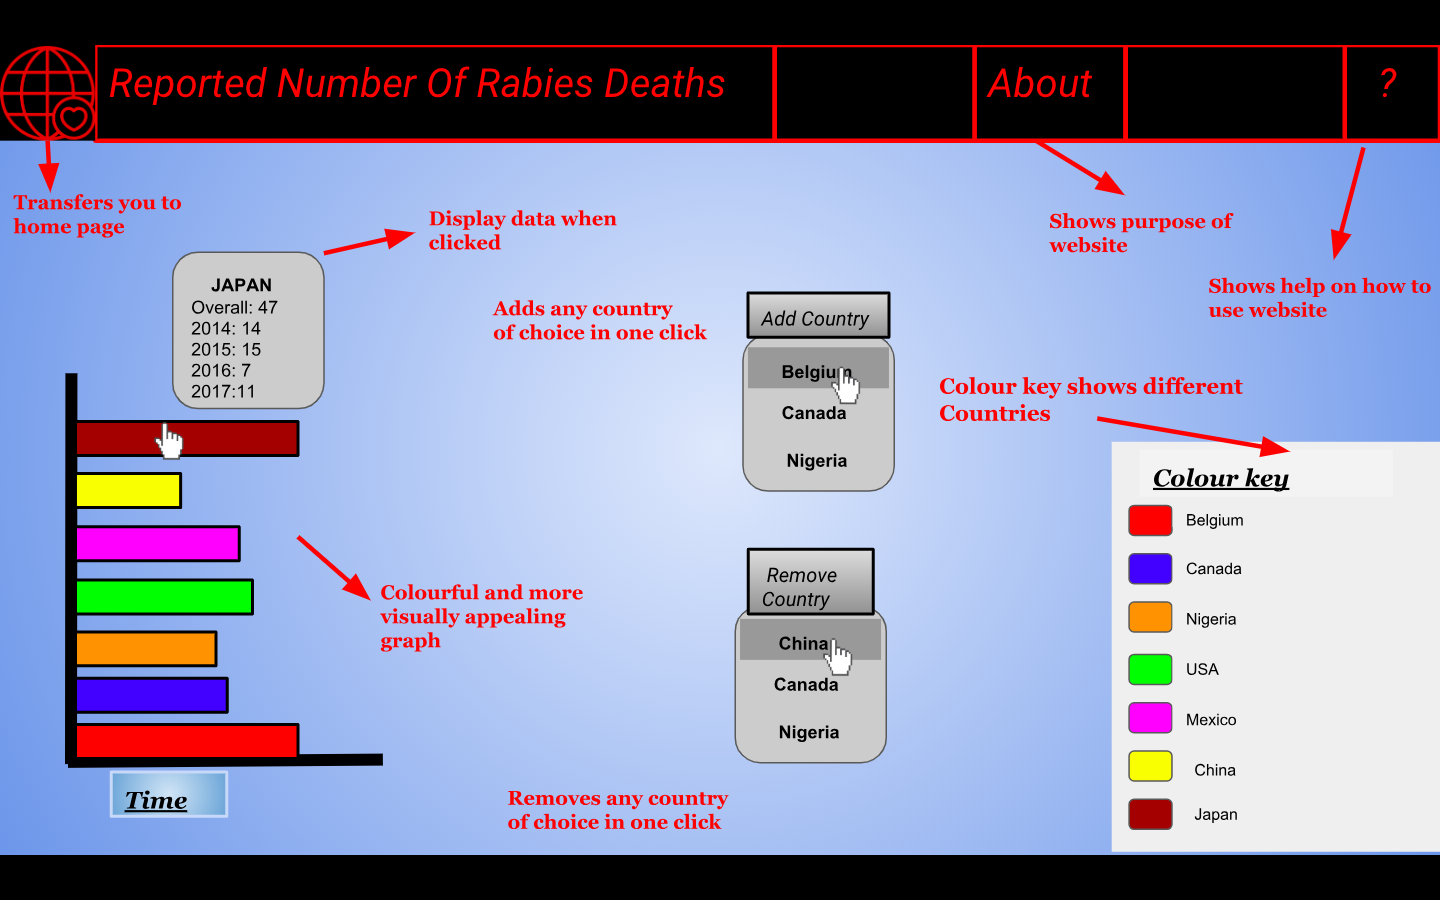 Reported Number Of Rabies Deaths
About
?
Transfers you to
home page
Display data when
clicked
Shows purpose of
website
Shows help on how to
use website
JAPAN
Overall: 47
2014: 14
2015: 15
2016: 7
2017:11
Adds any country
of choice in one click
Add Country
Belgium
Canada
Nigeria
Colour key shows different
Countries
Colourful and more
visually appealing
graph
Remove
Country
China
Canada
Nigeria
Colour key
Belgium
Canada
Nigeria
USA
Mexico
China
Japan
Time
Removes any country
of choice in one click